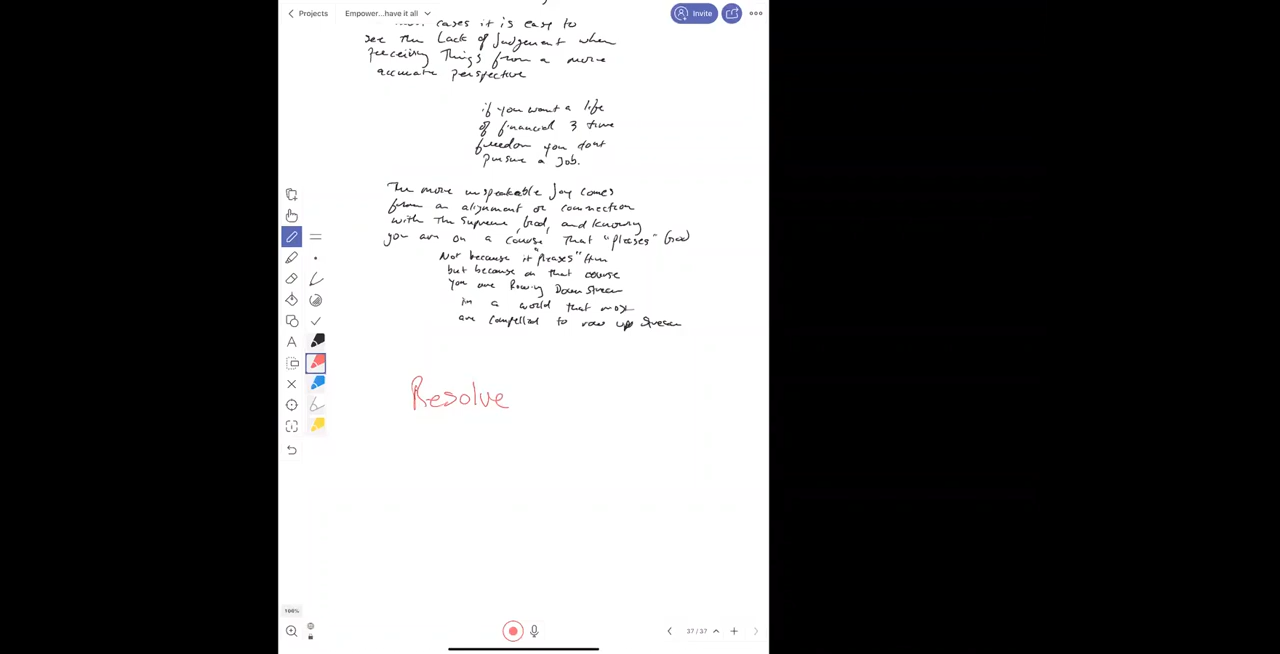 Projects
Empower...have it all
Invite
cases it is easy to
see the Lack of Judgement when
perceiving Things from a more
accurate perspective
if you want a life
of financial & time
freedom you dont
pursue a Job.
The more unspeakable Joy comes
from an alignment or connection
with The Supreme, God, and knowing
you are on a course That "pleases" God
Not because it "pleases" Him
but because on that course
you are Rowing Down Stream
in a world that most
are compelled to row up Stream
Resolve
A
100%
37/37